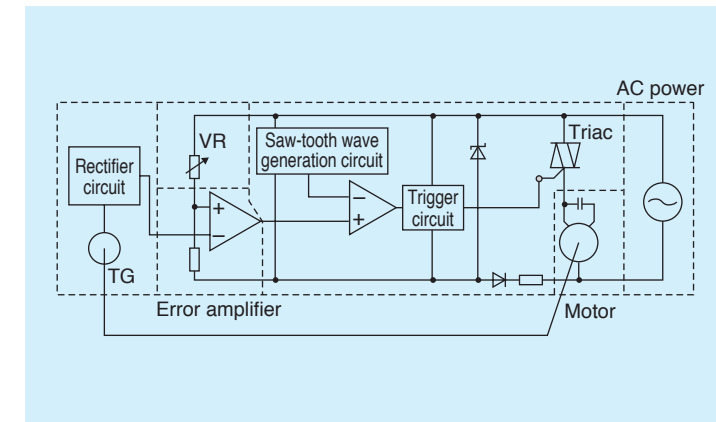 AC power
VR
Saw-tooth wave
generation circuit
Triac
Rectifier
circuit
Trigger
circuit
TG
Error amplifier
Motor